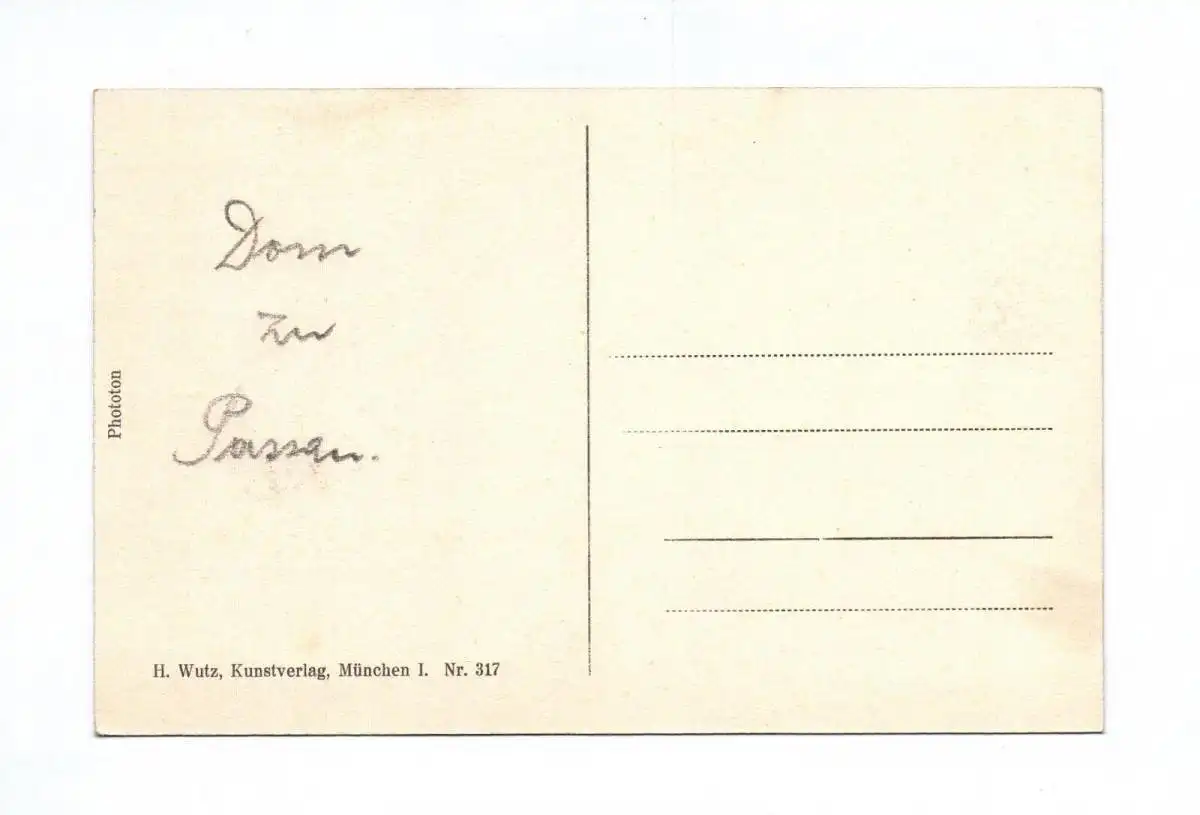 Dom
zu
Passau.
Phototon
H. Wutz, Kunstverlag, München I. Nr. 317